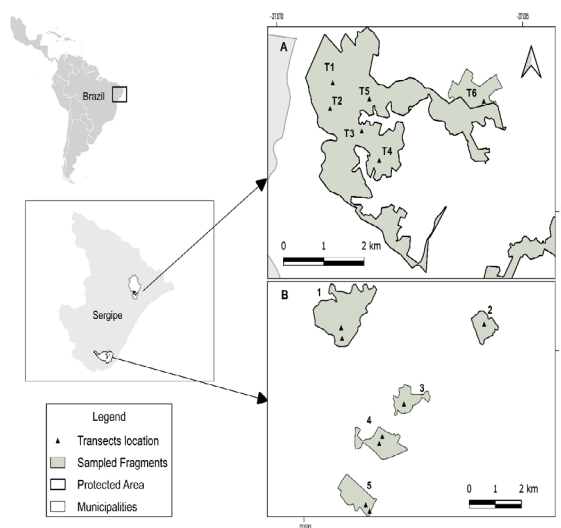 Brazil
Sergipe
Legend
Transects location
Sampled Fragments
Protected Area
Municipalities
A
T1
T2
T5
T6
T3
T4
0 1 2 km
B
1
2
3
4
5
0 1 2 km